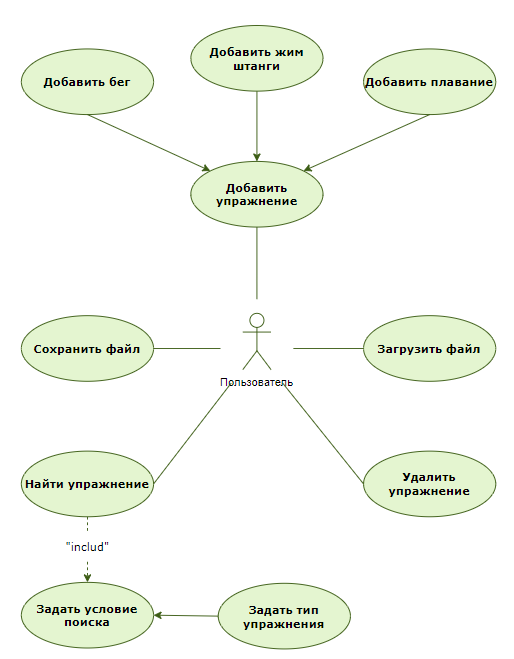 Добавить жим
штанги
Добавить бег
Добавить плавание
Добавить
упражнение
Сохранить файл
Загрузить файл
Пользователь
Найти упражнение
Удалить
упражнение
"includ"
Задать условие
поиска
Задать тип
упражнения